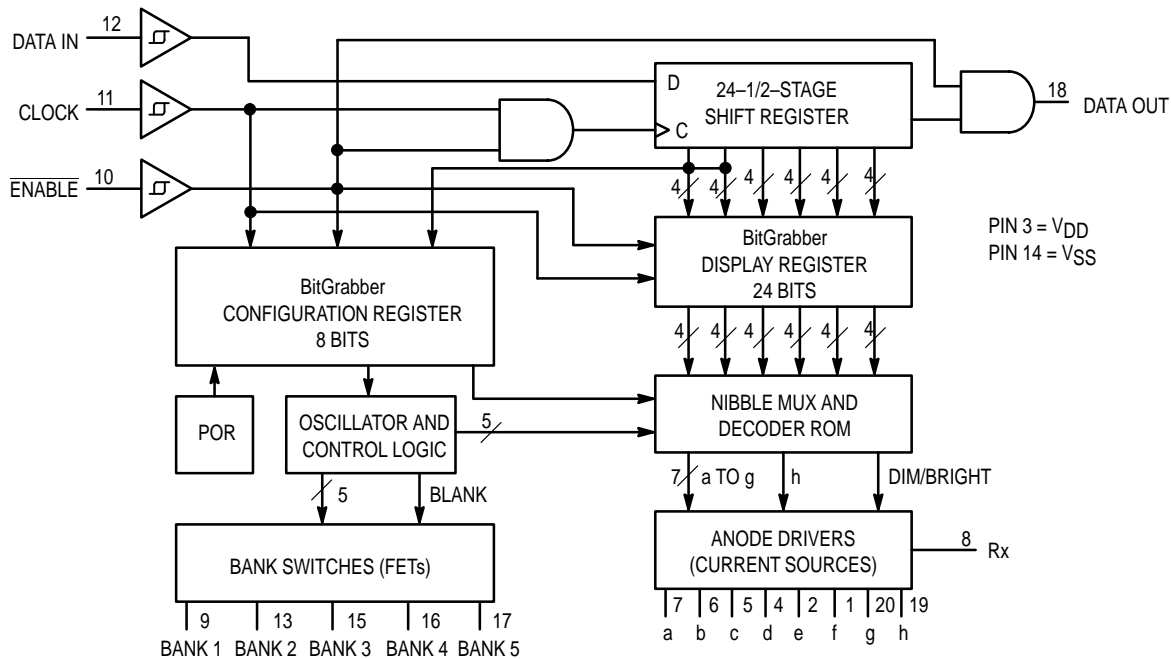 12
DATA IN
11
CLOCK
10
ENABLE
D
C
24–1/2–STAGE
SHIFT REGISTER
18
DATA OUT
4 4 4 4 4 4
BitGrabber
CONFIGURATION REGISTER
8 BITS
BitGrabber
DISPLAY REGISTER
24 BITS
PIN 3 = VDD
PIN 14 = VSS
4 4 4 4 4 4
POR
OSCILLATOR AND
CONTROL LOGIC
5
NIBBLE MUX AND
DECODER ROM
5
BLANK
7
a TO g
h
DIM/BRIGHT
BANK SWITCHES (FETs)
ANODE DRIVERS
(CURRENT SOURCES)
8
Rx
9 13 15 16 17
BANK 1 BANK 2 BANK 3 BANK 4 BANK 5
7 6 5 4 2 1 20 19
a b c d e f g h